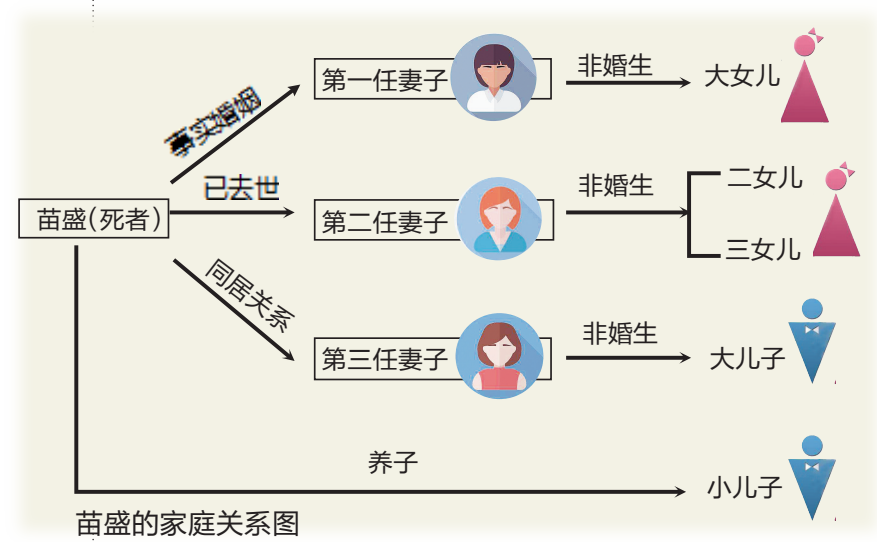 第一任妻子
非婚生
大女儿
事实婚姻
已去世
非婚生
二女儿
苗盛(死者)
第二任妻子
三女儿
同居关系
非婚生
第三任妻子
大儿子
养子
小儿子
苗盛的家庭关系图